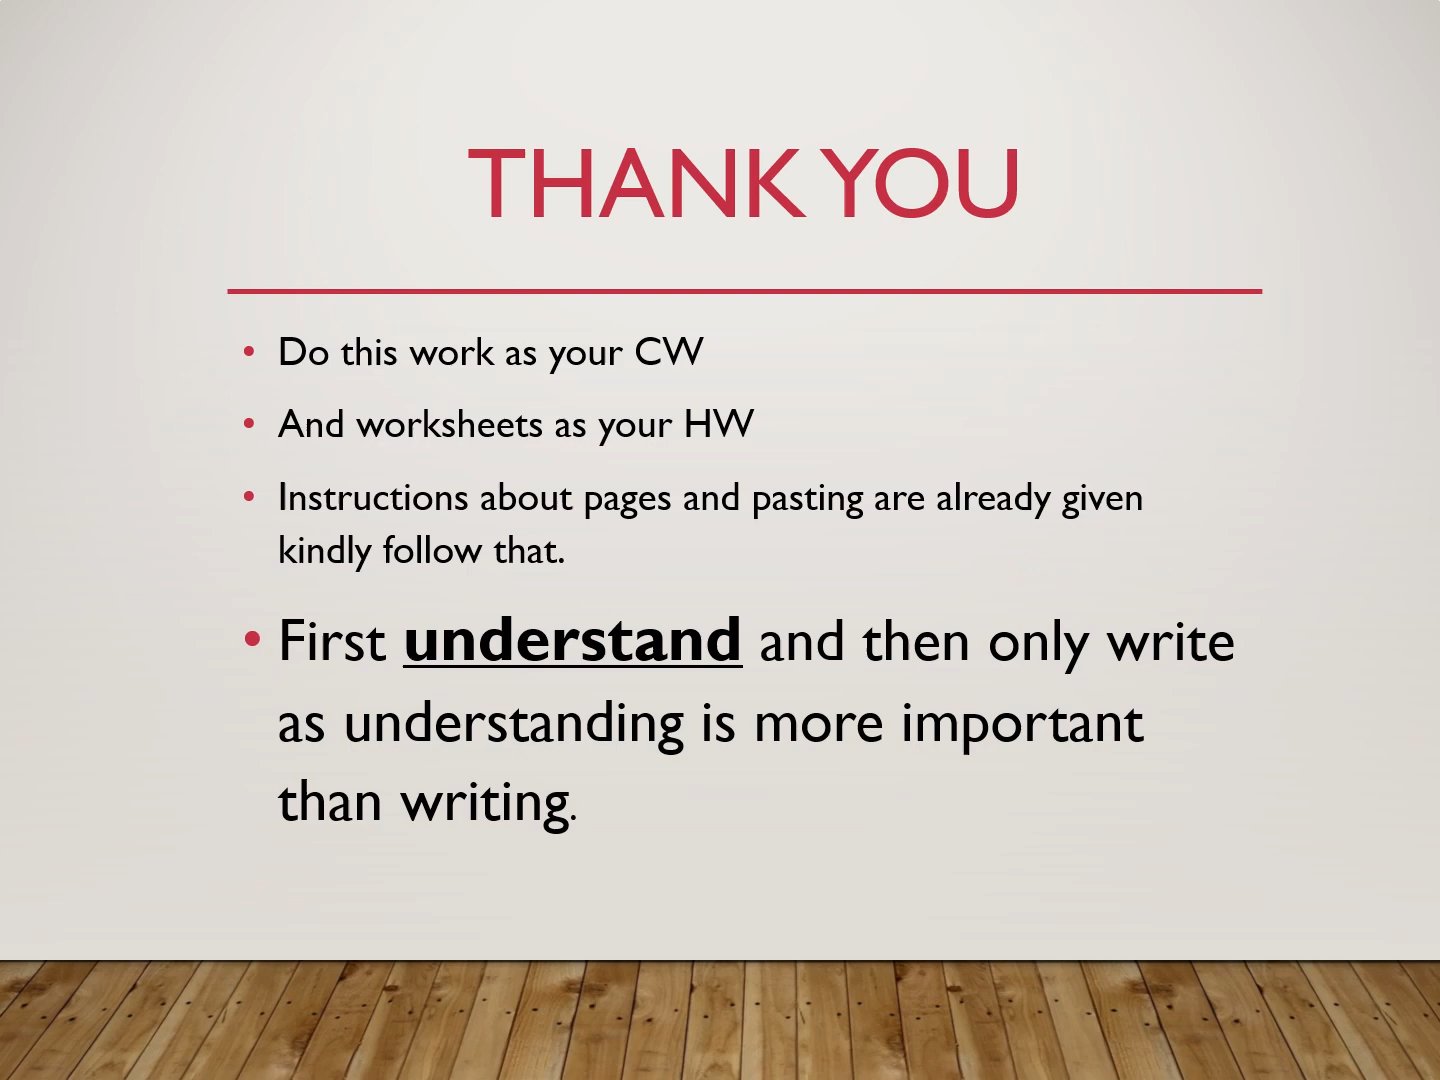 THANK YOU
• Do this work as your CW
• And worksheets as your HW
• Instructions about pages and pasting are already given
kindly follow that.
• First understand and then only write
as understanding is more important
than writing.